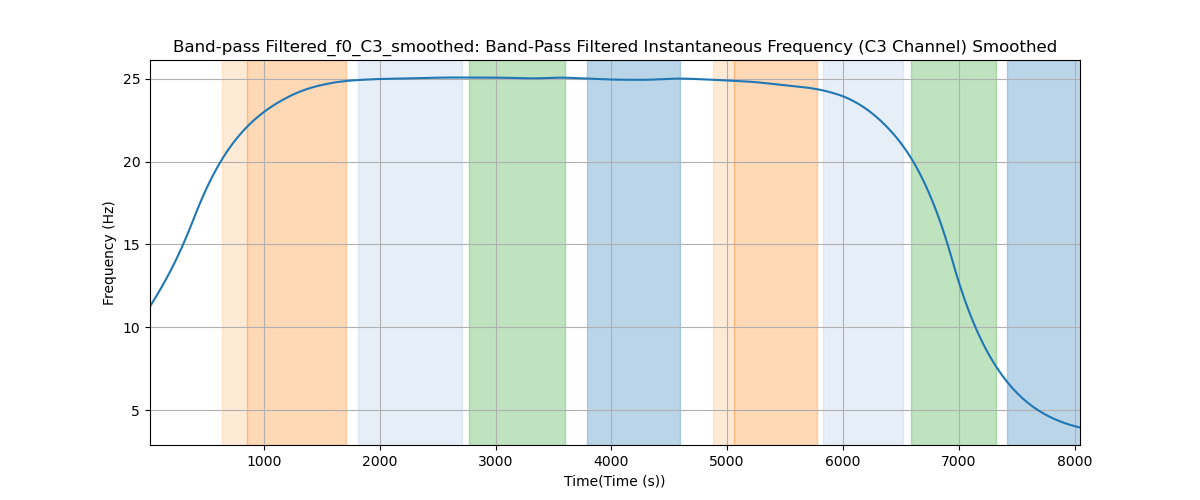 Band-pass Filtered_f0_C3_smoothed: Band-Pass Filtered Instantaneous Frequency (C3 Channel) Smoothed
25
20
15
10
5
Frequency (Hz)
1000 2000 3000 4000 5000 6000 7000 8000
Time(Time (s))